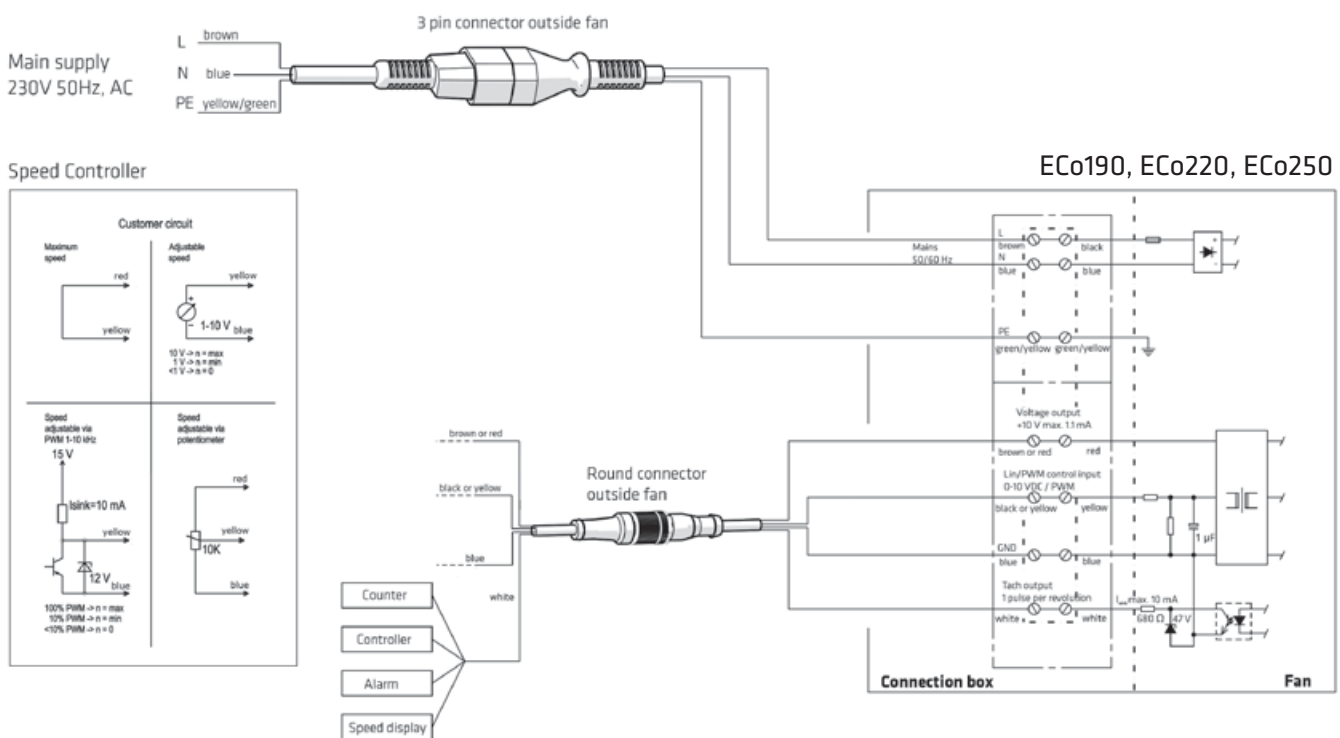 3 pin connector outside fan
L brown
Main supply
230V 50Hz, AC
N blue
PE yellow/green
Speed Controller
Customer circuit
Maximum
speed
red
yellow
Adjustable
speed
yellow
+
1-10 V
–
blue
10 V -> n = max
1 V -> n = min
<1 V -> n = 0
Speed
adjustable via
PWM 1-10 kHz
15 V
Isink=10 mA
yellow
12 V
blue
100% PWM -> n = max
10% PWM -> n = min
<10% PWM -> n = 0
Speed
adjustable via
potentiometer
red
yellow
10K
blue
brown or red
black or yellow
blue
white
Round connector
outside fan
Counter
Controller
Alarm
Speed display
ECo190, ECo220, ECo250
Mains
50/60 Hz
L
brown
black
N
blue
blue
+
-
PE
green/yellow green/yellow
Voltage output
+10 V max. 1.1 mA
brown or red
red
Lin/PWM control input
0-10 VDC / PWM
black or yellow
yellow
1 µF
GND
blue
blue
Tach output
1 pulse per revolution
white
white
max. 10 mA
680 Ω
47 V
Connection box
Fan